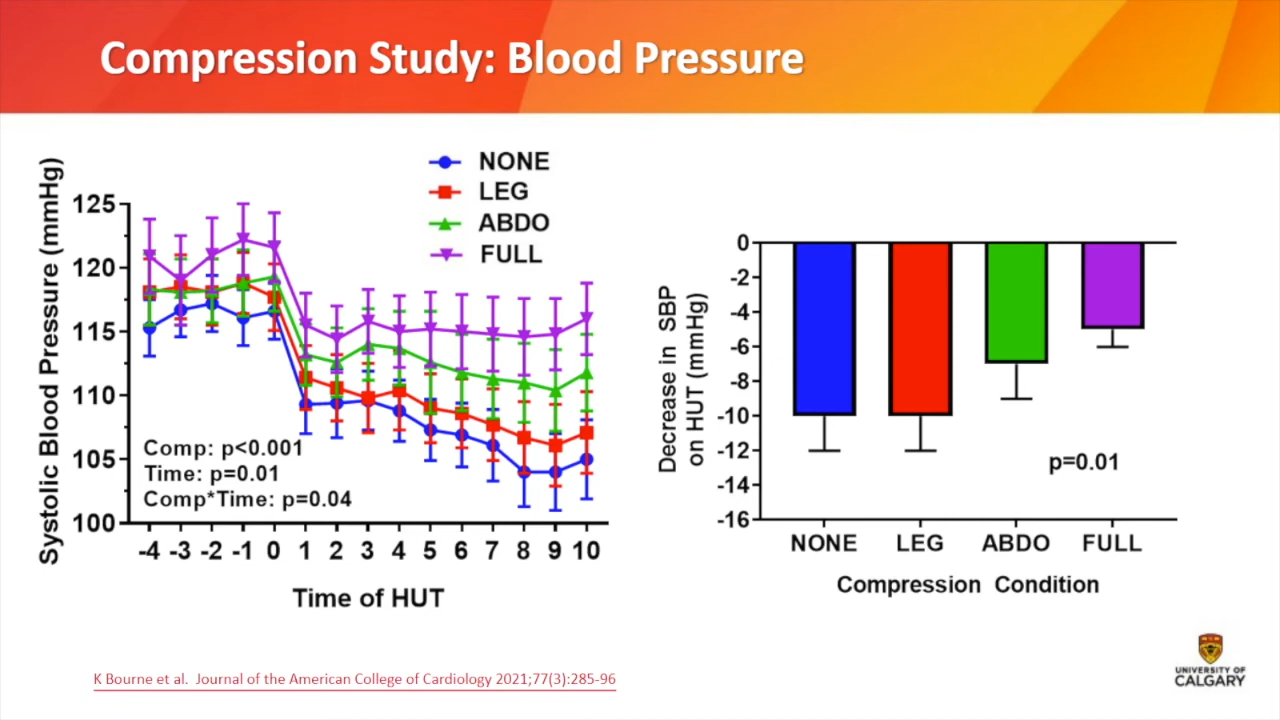 Compression Study: Blood Pressure
NONE
LEG
ABDO
FULL
Systolic Blood Pressure (mmHg)
125
120
115
110
105
100
Comp: p<0.001
Time: p=0.01
Comp*Time: p=0.04
-4 -3 -2 -1 0 1 2 3 4 5 6 7 8 9 10
Time of HUT
Decrease in SBP
on HUT (mmHg)
0
-2
-4
-6
-8
-10
-12
-14
-16
p=0.01
NONE LEG ABDO FULL
Compression Condition
K Bourne et al. Journal of the American College of Cardiology 2021;77(3):285-96
UNIVERSITY OF
CALGARY